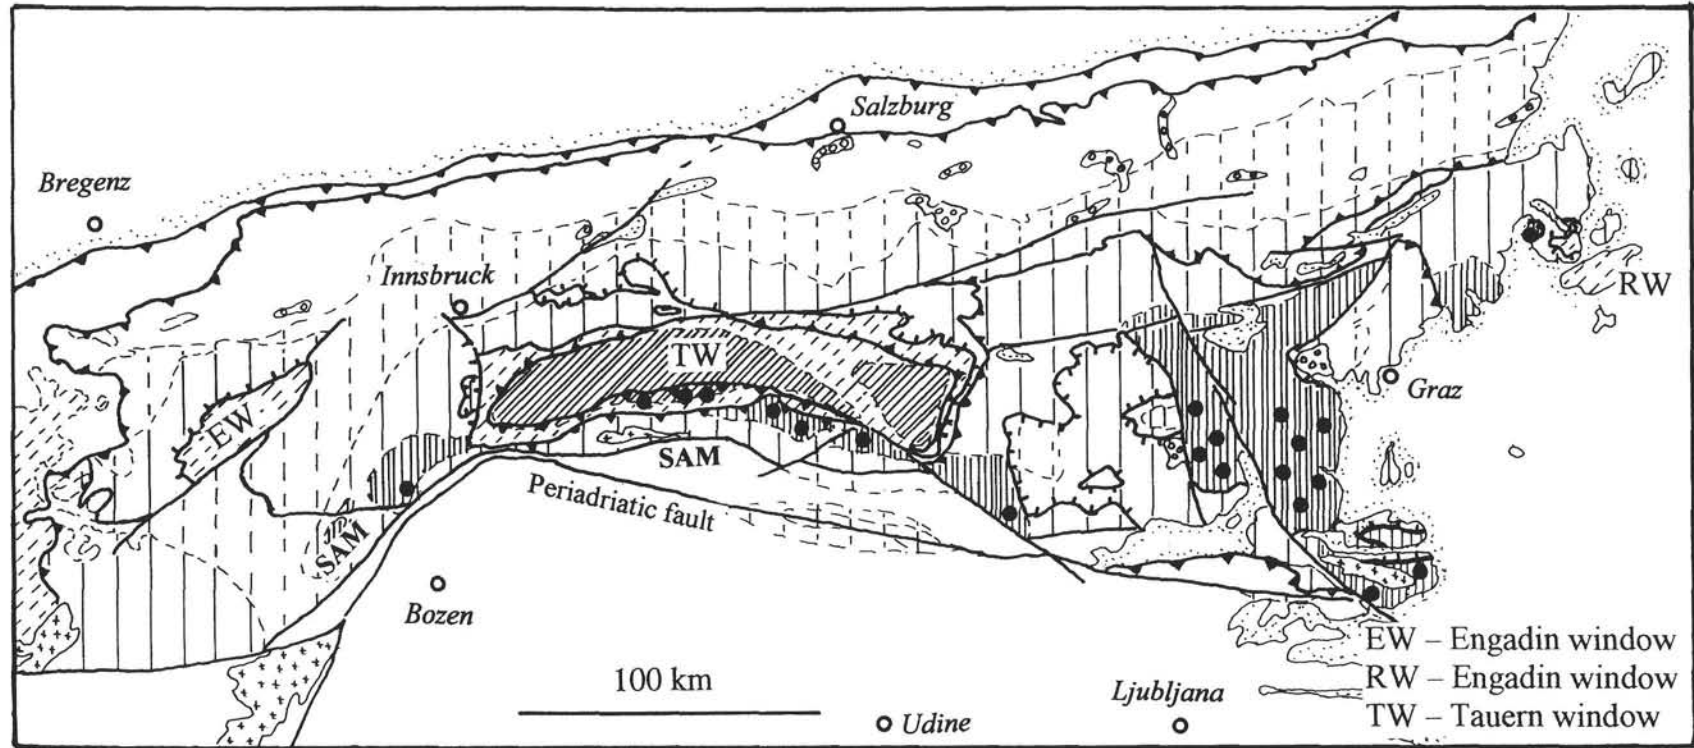 Salzburg
Bregenz
Innsbruck
RW
TW
EW
Graz
SAM
Periadriatic fault
SAM
Bozen
EW – Engadin window
100 km
Ljubljana
RW – Engadin window
Udine
TW – Tauern window